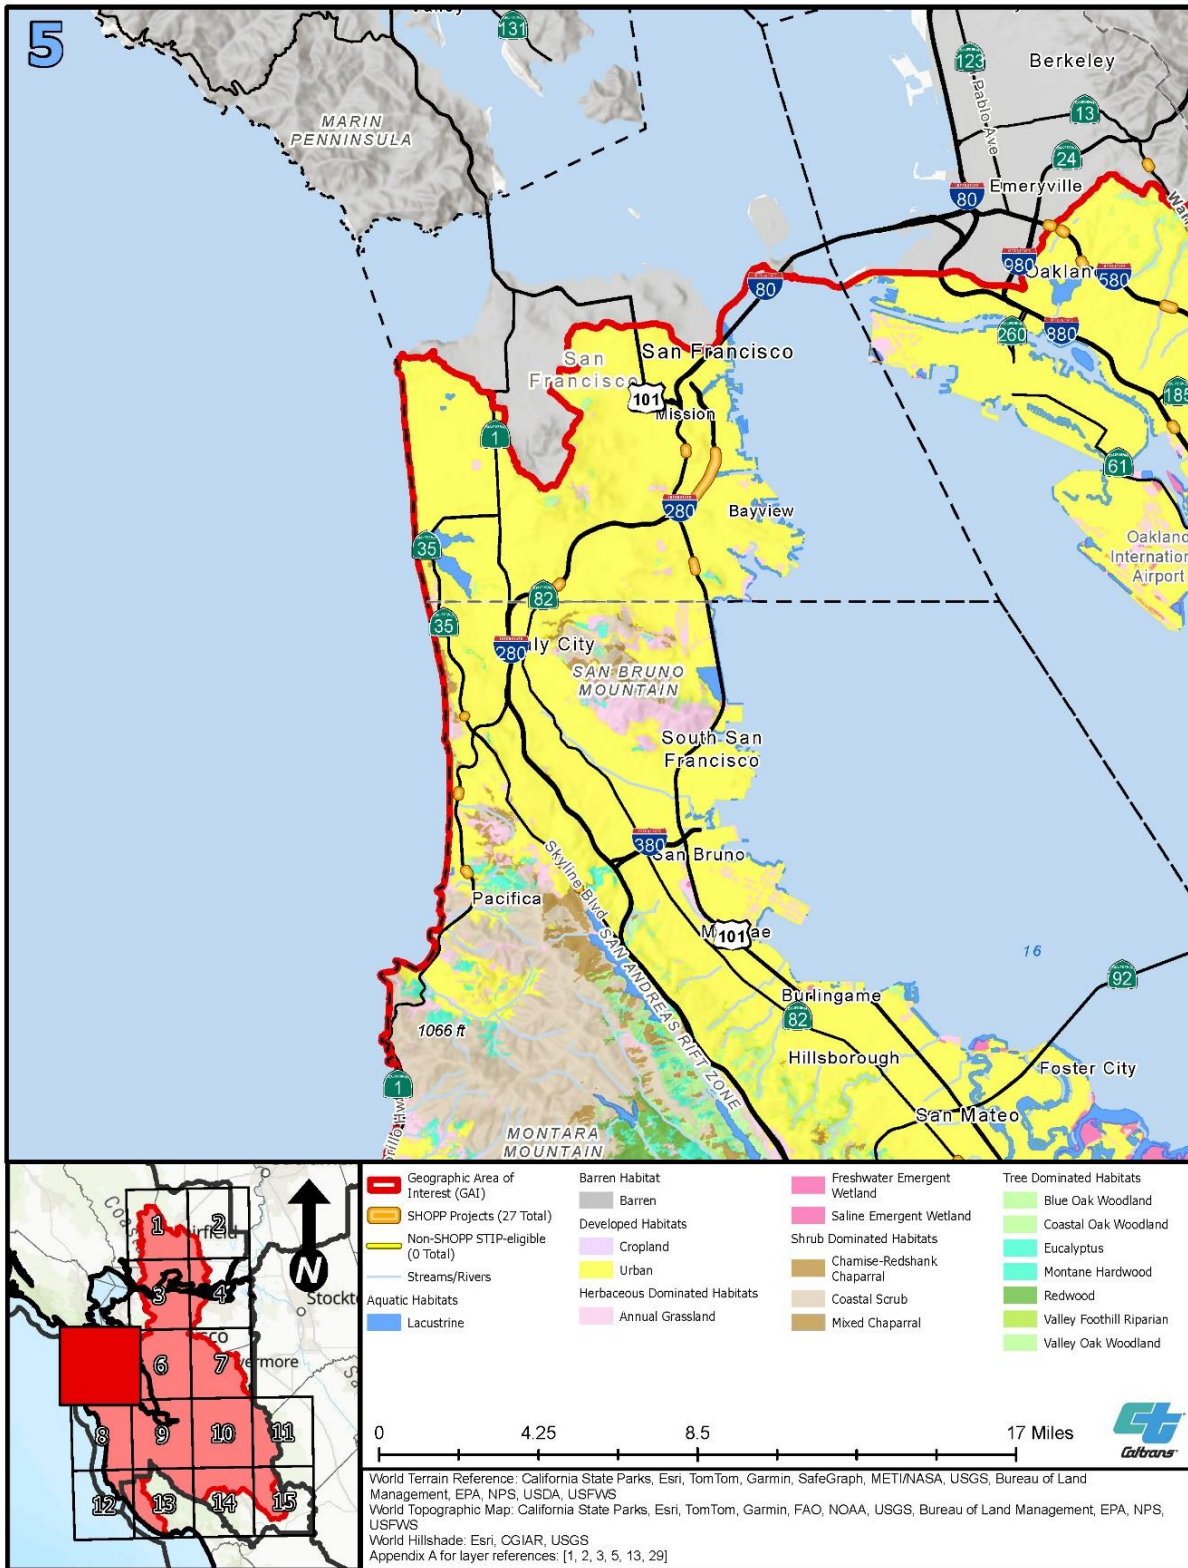 5
Valley
131
123
Berkeley
Pablo Ave
13
MARIN
PENNINSULA
24
80
Emeryville
980
Oakland
580
80
260
880
San
Francisco
San Francisco
101
Mission
185
1
61
280
Bayview
35
Oakland
Internation
Airport
82
35
280
ly City
SAN BRUNO
MOUNTAIN
South San
Francisco
380
San Bruno
Skyline Blvd
Pacifica
SAN ANDREAS RIFT ZONE
101
16
92
Burlingame
82
1066 ft
Hillsborough
Foster City
1
San Mateo
MONTARA
MOUNTAIN
1
2
irfield
3
4
Stockt
sco
6
7
vermore
8
9
10
11
12
13
14
15
N
Geographic Area of
Interest (GAI)
SHOPP Projects (27 Total)
Non-SHOPP STIP-eligible
(0 Total)
Streams/Rivers
Aquatic Habitats
Lacustrine
Barren Habitat
Barren
Developed Habitats
Cropland
Urban
Herbaceous Dominated Habitats
Annual Grassland
Freshwater Emergent
Wetland
Saline Emergent Wetland
Shrub Dominated Habitats
Chamise-Redshank
Chaparral
Coastal Scrub
Mixed Chaparral
Tree Dominated Habitats
Blue Oak Woodland
Coastal Oak Woodland
Eucalyptus
Montane Hardwood
Redwood
Valley Foothill Riparian
Valley Oak Woodland
0 4.25 8.5 17 Miles
Caltrans
World Terrain Reference: California State Parks, Esri, TomTom, Garmin, SafeGraph, METI/NASA, USGS, Bureau of Land
Management, EPA, NPS, USDA, USFWS
World Topographic Map: California State Parks, Esri, TomTom, Garmin, FAO, NOAA, USGS, Bureau of Land Management, EPA, NPS,
USFWS
World Hillshade: Esri, CGIAR, USGS
Appendix A for layer references: [1, 2, 3, 5, 13, 29]